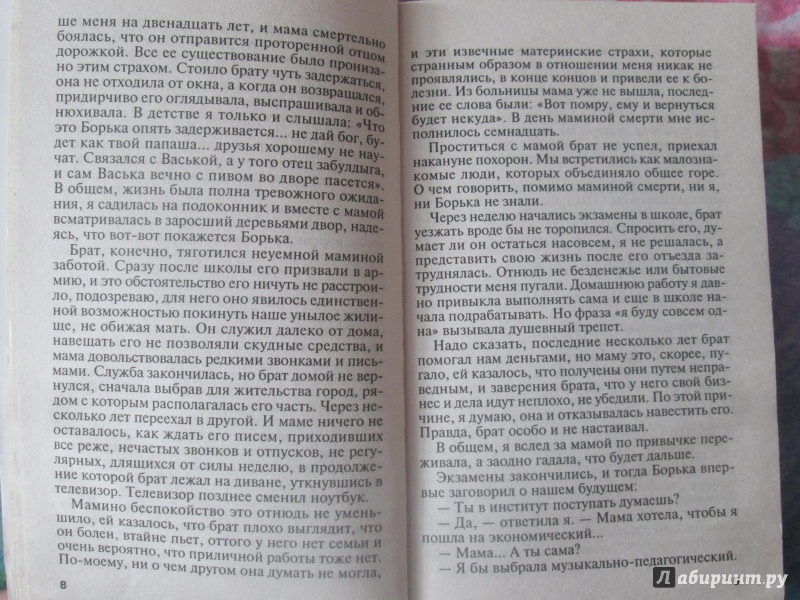 ше меня на двенадцать лет, и мама смертельно
боялась, что он отправится проторенной отцом
дорожкой. Все ее существование было пронизано
этим страхом. Стоило брату чуть задержаться,
она не отходила от окна, а когда он возвращался,
придирчиво его оглядывала, выспрашивала и об-
нюхивала. В детстве я только и слышала: «Что
это Борька опять задерживается... не дай бог, бу-
дет как твой папаша... друзья хорошему не нау-
чат. Связался с Васькой, а у того отец забулдыга,
и сам Васька вечно с пивом во дворе пасется».
В общем, жизнь была полна тревожного ожида-
ния, я садилась на подоконник и вместе с мамой
всматривалась в заросший деревьями двор, наде-
ясь, что вот-вот покажется Борька.
Брат, конечно, тяготился неуемной маминой
заботой. Сразу после школы его призвали в ар-
мию, и это обстоятельство его ничуть не расстрои-
ло, подозреваю, для него оно явилось единствен-
ной возможностью покинуть наше унылое жили-
ще, не обижая мать. Он служил далеко от дома,
навещать его не позволяли скудные средства, и
мама довольствовалась редкими звонками и пись-
мами. Служба закончилась, но брат домой не вер-
нулся, сначала выбрав для жительства город, ря-
дом с которым располагалась его часть. Через не-
сколько лет переехал в другой. И маме ничего не
оставалось, как ждать его писем, приходивших
все реже, нечастых звонков и отпусков, не регу-
лярных, длящихся от силы неделю, в продолже-
ние которой брат лежал на диване, уткнувшись в
телевизор. Телевизор позднее сменил ноутбук.
Мамино беспокойство это отнюдь не умень-
шило, ей казалось, что брат плохо выглядит, что
он болен, втайне пьет, оттого у него нет семьи и
очень вероятно, что приличной работы тоже нет.
По-моему, ни о чем другом она думать не могла,
8
и эти извечные материнские страхи, которые
странным образом в отношении меня никак не
проявлялись, в конце концов и привели ее к бо-
лезни. Из больницы мама уже не вышла, послед-
ние ее слова были: «Вот помру, ему и вернуться
будет некуда». В день маминой смерти мне ис-
полнилось семнадцать.
Проститься с мамой брат не успел, приехал
накануне похорон. Мы встретились как малозна-
комые люди, которых объединяло общее горе.
О чем говорить, помимо маминой смерти, ни я,
ни Борька не знали.
Через неделю начались экзамены в школе, брат
уезжать вроде бы не торопился. Спросить его, ду-
мает ли он остаться насовсем, я не решалась, а
представить свою жизнь после его отъезда за-
труднялась. Отнюдь не безденежье или бытовые
трудности меня пугали. Домашнюю работу я дав-
но привыкла выполнять сама и еще в школе на-
чала подрабатывать. Но фраза «я буду совсем од-
на» вызывала душевный трепет.
Надо сказать, последние несколько лет брат
помогал нам деньгами, но маму это, скорее, пу-
гало, ей казалось, что получены они путем непра-
ведным, и заверения брата, что у него свой биз-
нес и дела идут неплохо, не убедили. По этой при-
чине, я думаю, она и отказывалась навестить его.
Правда, брат особо и не настаивал.
В общем, я вслед за мамой по привычке пере-
живала, а заодно гадала, что будет дальше.
Экзамены закончились, и тогда Борька впер-
вые заговорил о нашем будущем:
— Ты в институт поступать думаешь?
— Да, — ответила я. — Мама хотела, чтобы я
пошла на экономический...
— Мама... А ты сама?
— Я бы выбрала музыкально-педагогический.
Лабиринт.ру